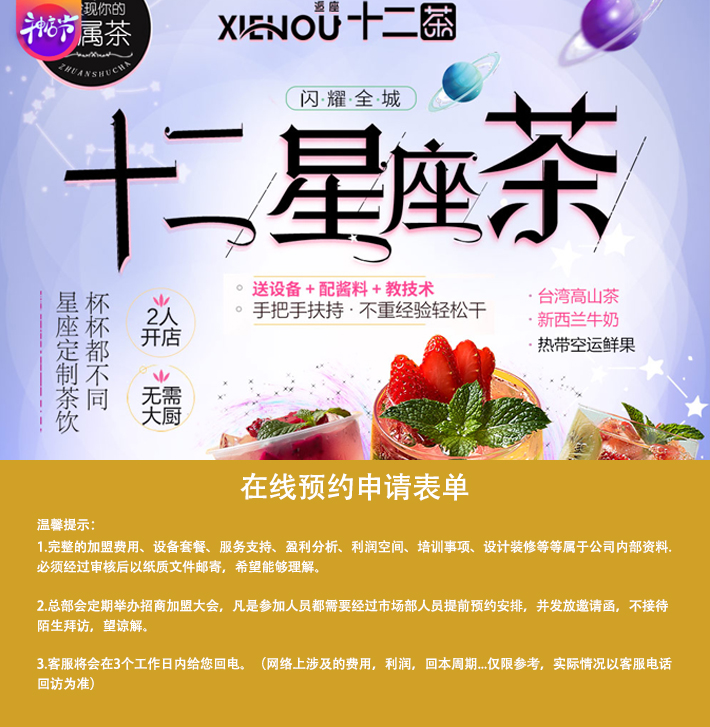 神店节
发现你的
属茶
ZHUANSHUCHA
返座
XIENOU十二茶
闪·耀·全·城
十二星座茶
杯杯都不同
星座定制茶饮
2人
开店
无需
大厨
送设备+配酱料+教技术
手把手扶持·不重经验轻松干
·台湾高山茶
·新西兰牛奶
·热带空运鲜果
在线预约申请表单
温馨提示：
1.完整的加盟费用、设备套餐、服务支持、盈利分析、利润空间、培训事项、设计装修等等属于公司内部资料.
必须经过审核后以纸质文件邮寄，希望能够理解。
2.总部会定期举办招商加盟大会，凡是参加人员都需要经过市场部人员提前预约安排，并发放邀请函，不接待
陌生拜访，望谅解。
3.客服将会在3个工作日内给您回电。（网络上涉及的费用，利润，回本周期...仅限参考，实际情况以客服电话
回访为准）